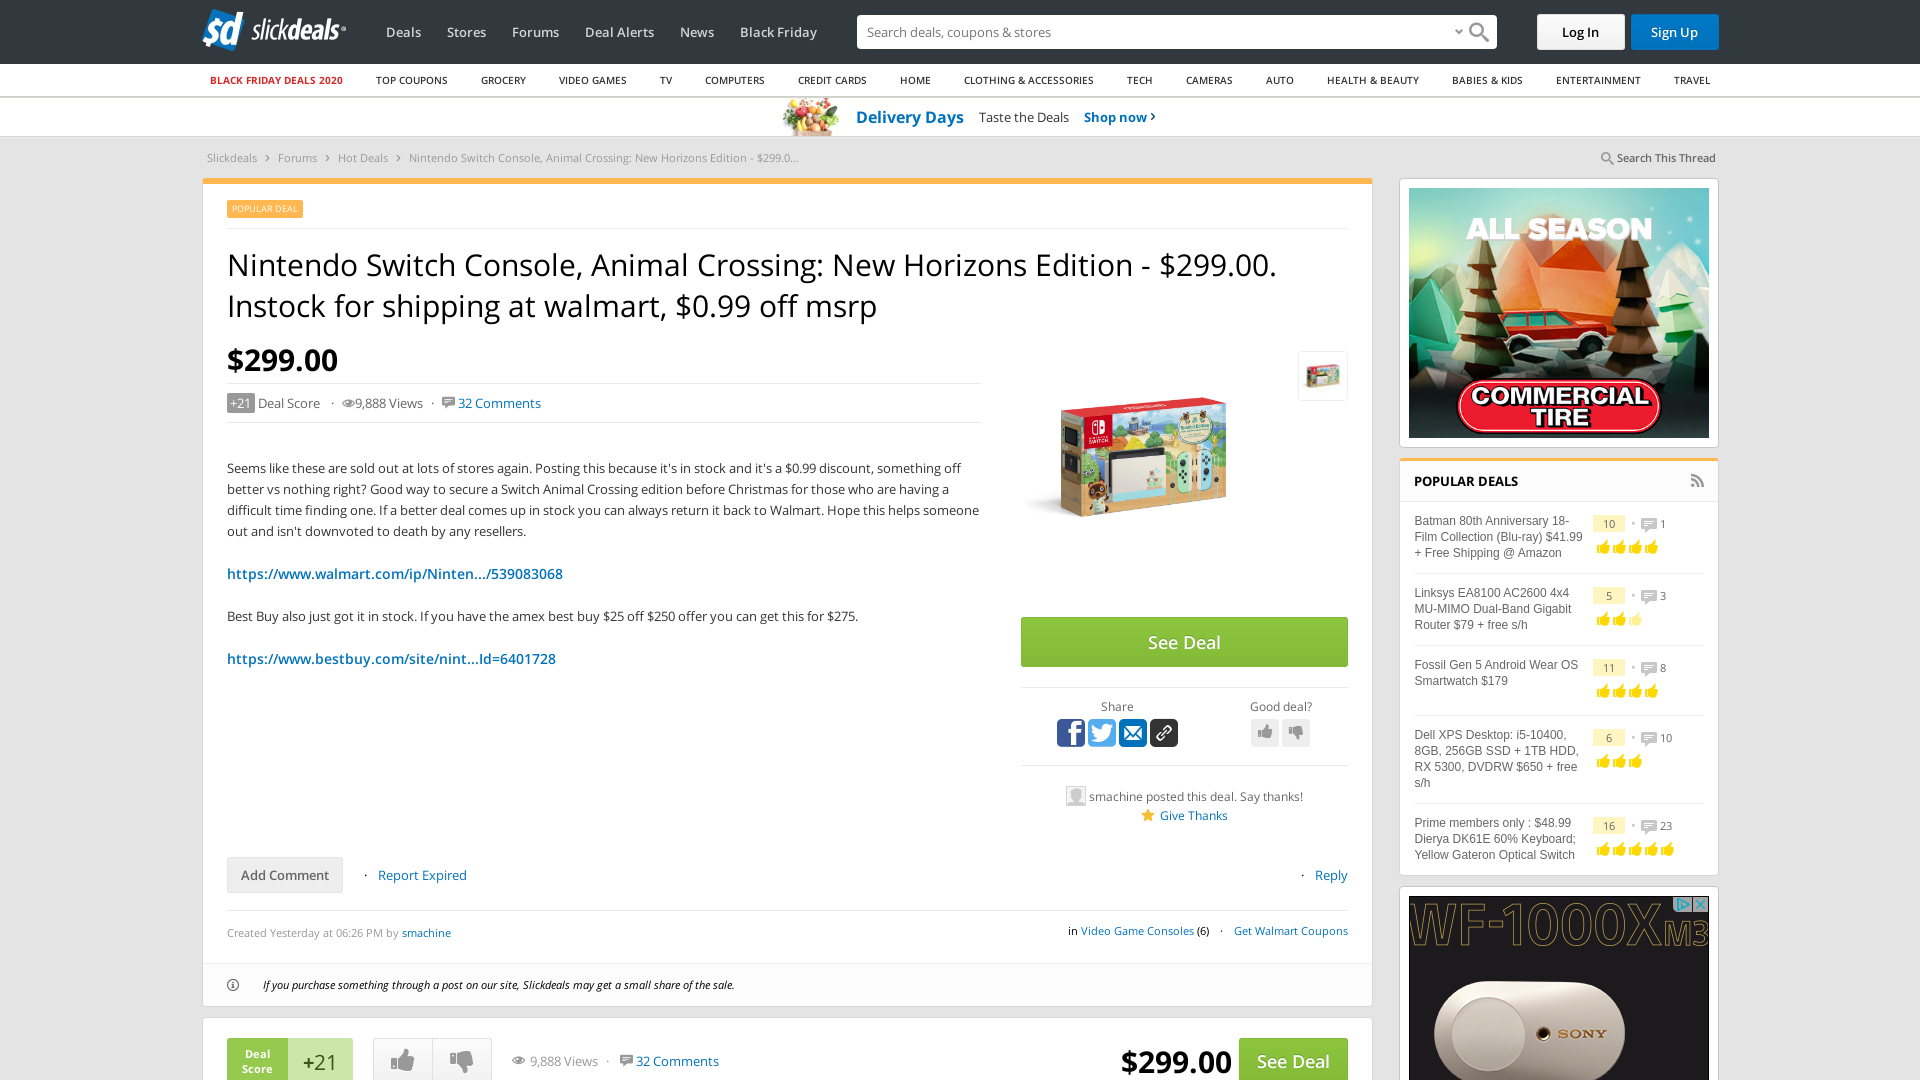 sd slickdeals
Deals
Stores
Forums
Deal Alerts
News
Black Friday
Search deals, coupons & shops
Log In
Sign Up
BLACK FRIDAY DEALS 2020
TOP COUPONS
GROCERY
VIDEO GAMES
TV
COMPUTERS
CREDIT CARDS
HOME
CLOTHING & ACCESSORIES
TECH
CAMERAS
AUTO
HEALTH & BEAUTY
BABIES & KIDS
ENTERTAINMENT
TRAVEL
Delivery Days Taste the Deals Shop now ›
Slickdeals › Forums › Hot Deals › Nintendo Switch Console, Animal Crossing: New Horizons Edition - $299.0...
Search This Thread
POPULAR DEAL
Nintendo Switch Console, Animal Crossing: New Horizons Edition - $299.00.
Instock for shipping at walmart, $0.99 off msrp
$299.00
+21 Deal Score · 9,888 Views · 32 Comments
Seems like these are sold out at lots of stores again. Posting this because it's in stock and it's a $0.99 discount, something off
better vs nothing right? Good way to secure a Switch Animal Crossing edition before Christmas for those who are having a
difficult time finding one. If a better deal comes up in stock you can always return it back to Walmart. Hope this helps someone
out and isn't downvoted to death by any resellers.
https://www.walmart.com/ip/Ninten.../539083068
Best Buy also just got it in stock. If you have the amex best buy $25 off $250 offer you can get this for $275.
https://www.bestbuy.com/site/nint...Id=6401728
See Deal
Share
Good deal?
smachine posted this deal. Say thanks!
Give Thanks
Add Comment
· Report Expired
· Reply
Created Yesterday at 06:26 PM by smachine
in Video Game Consoles (6) · Get Walmart Coupons
If you purchase something through a post on our site, Slickdeals may get a small share of the sale.
Deal
Score
+21
9,888 Views · 32 Comments
$299.00
See Deal
ALL SEASON
COMMERCIAL
TIRE
POPULAR DEALS
Batman 80th Anniversary 18-
Film Collection (Blu-ray) $41.99
+ Free Shipping @ Amazon
10 · 1
Linksys EA8100 AC2600 4x4
MU-MIMO Dual-Band Gigabit
Router $79 + free s/h
5 · 3
Fossil Gen 5 Android Wear OS
Smartwatch $179
11 · 8
Dell XPS Desktop: i5-10400,
8GB, 256GB SSD + 1TB HDD,
RX 5300, DVDRW $650 + free
s/h
6 · 10
Prime members only : $48.99
Dierya DK61E 60% Keyboard;
Yellow Gateron Optical Switch
16 · 23
WF-1000X
M3
SONY